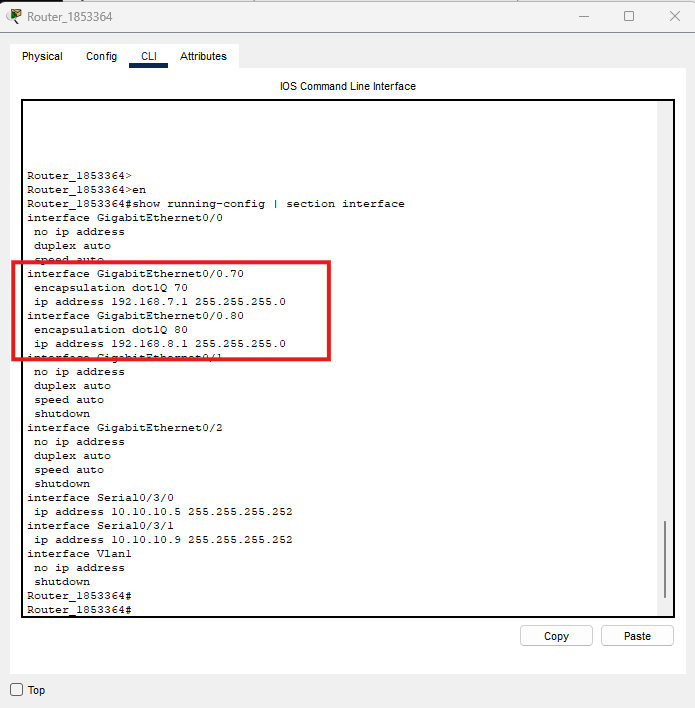 Router_1853364
Physical Config CLI Attributes
IOS Command Line Interface
Router_1853364>
Router_1853364>en
Router_1853364#show running-config | section interface
interface GigabitEthernet0/0
no ip address
duplex auto
speed auto
interface GigabitEthernet0/0.70
encapsulation dot1Q 70
ip address 192.168.7.1 255.255.255.0
interface GigabitEthernet0/0.80
encapsulation dot1Q 80
ip address 192.168.8.1 255.255.255.0
interface GigabitEthernet0/1
no ip address
duplex auto
speed auto
shutdown
interface GigabitEthernet0/2
no ip address
duplex auto
speed auto
shutdown
interface Serial0/3/0
ip address 10.10.10.5 255.255.255.252
interface Serial0/3/1
ip address 10.10.10.9 255.255.255.252
interface Vlan1
no ip address
shutdown
Router_1853364#
Router_1853364#
Copy Paste
Top